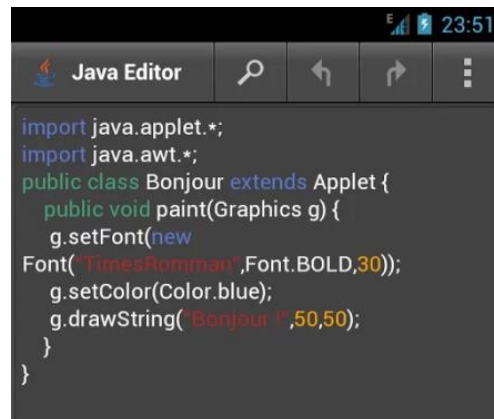 E 23:51
Java Editor
import java.applet.*;
import java.awt.*;
public class Bonjour extends Applet {
public void paint(Graphics g) {
g.setFont(new
Font("TimesRomman",Font.BOLD,30));
g.setColor(Color.blue);
g.drawString("Bonjour !",50,50);
}
}